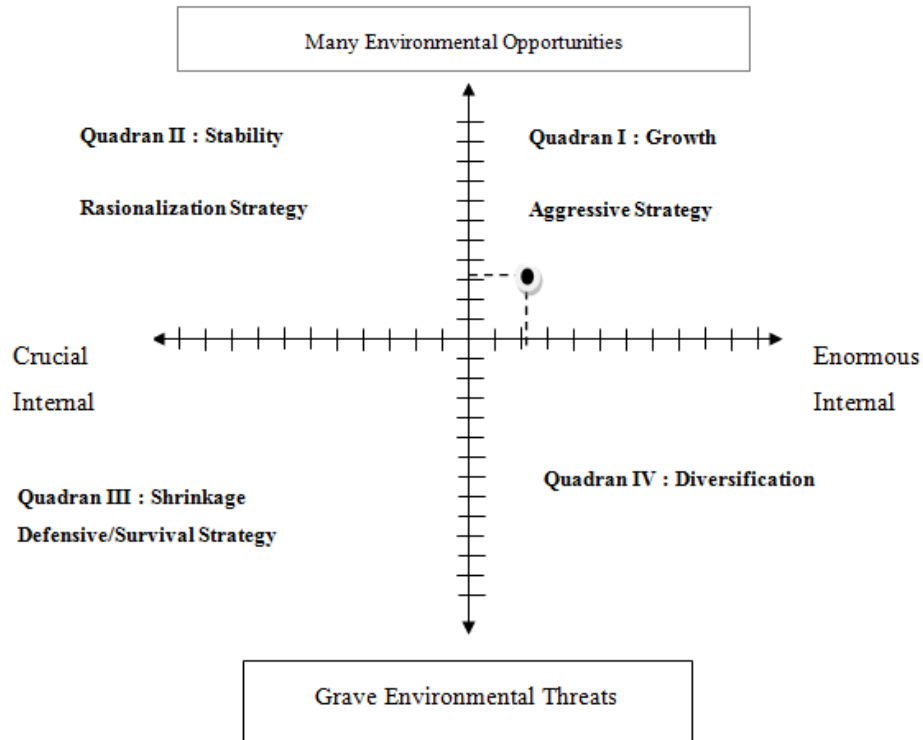 Many Environmental Opportunities
Quadran II : Stability
Rasionalization Strategy
Quadran I : Growth
Aggressive Strategy
Crucial
Internal
Enormous
Internal
Quadran III : Shrinkage
Defensive/Survival Strategy
Quadran IV : Diversification
Grave Environmental Threats